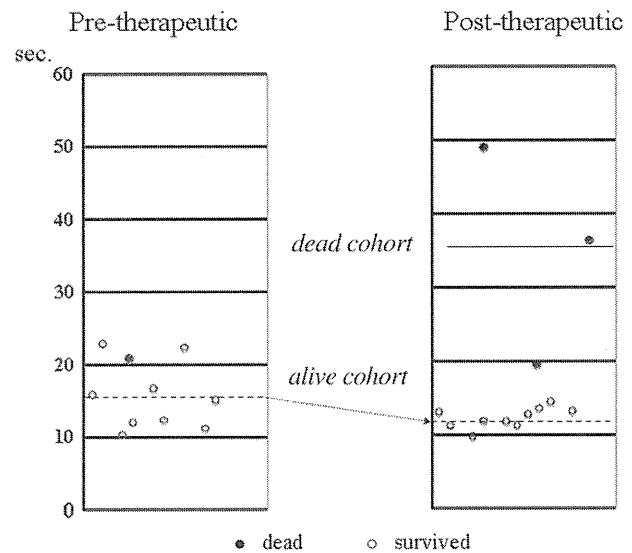 Pre-therapeutic Post-therapeutic
sec.
60
50
40
dead cohort
30
20
alive cohort
10
0
dead survived